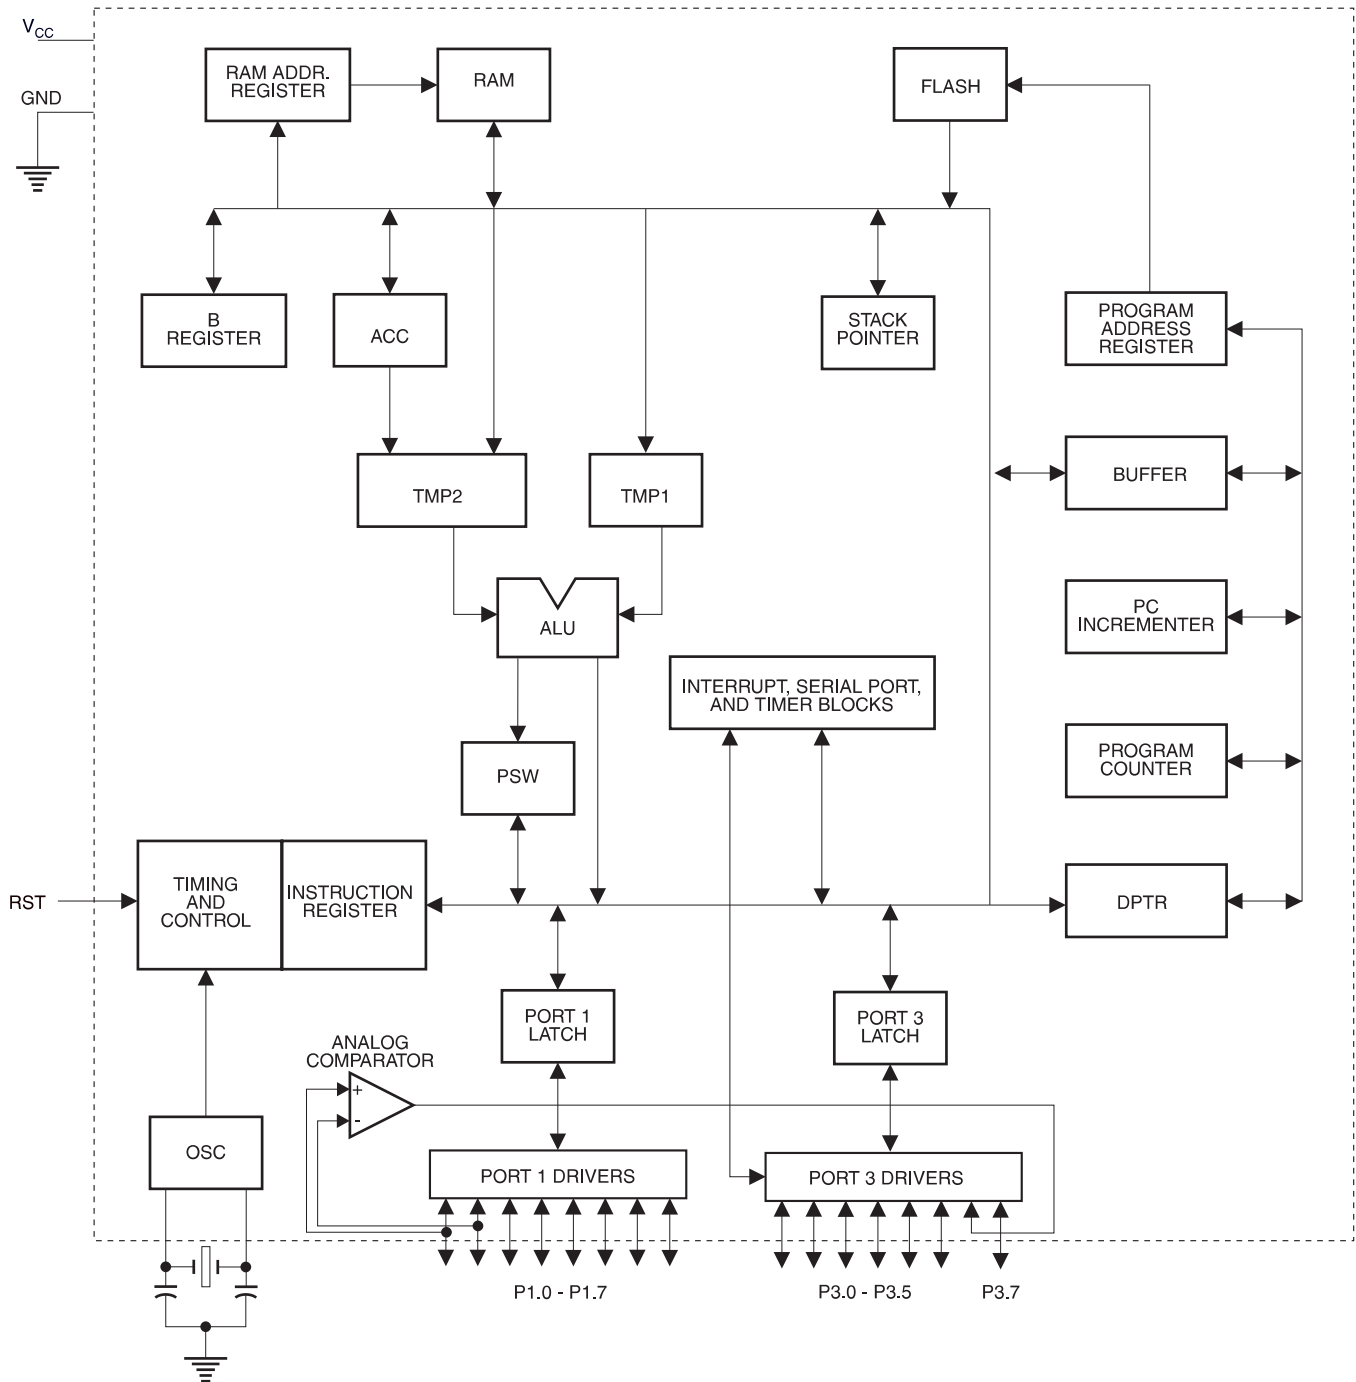 VCC
GND
RAM ADDR.
REGISTER
RAM
FLASH
B
REGISTER
ACC
STACK
POINTER
PROGRAM
ADDRESS
REGISTER
TMP2
TMP1
BUFFER
ALU
PC
INCREMENTER
INTERRUPT, SERIAL PORT,
AND TIMER BLOCKS
PSW
PROGRAM
COUNTER
RST
TIMING
AND
CONTROL
INSTRUCTION
REGISTER
DPTR
PORT 1
LATCH
PORT 3
LATCH
ANALOG
COMPARATOR
+
-
OSC
PORT 1 DRIVERS
PORT 3 DRIVERS
P1.0 - P1.7
P3.0 - P3.5
P3.7